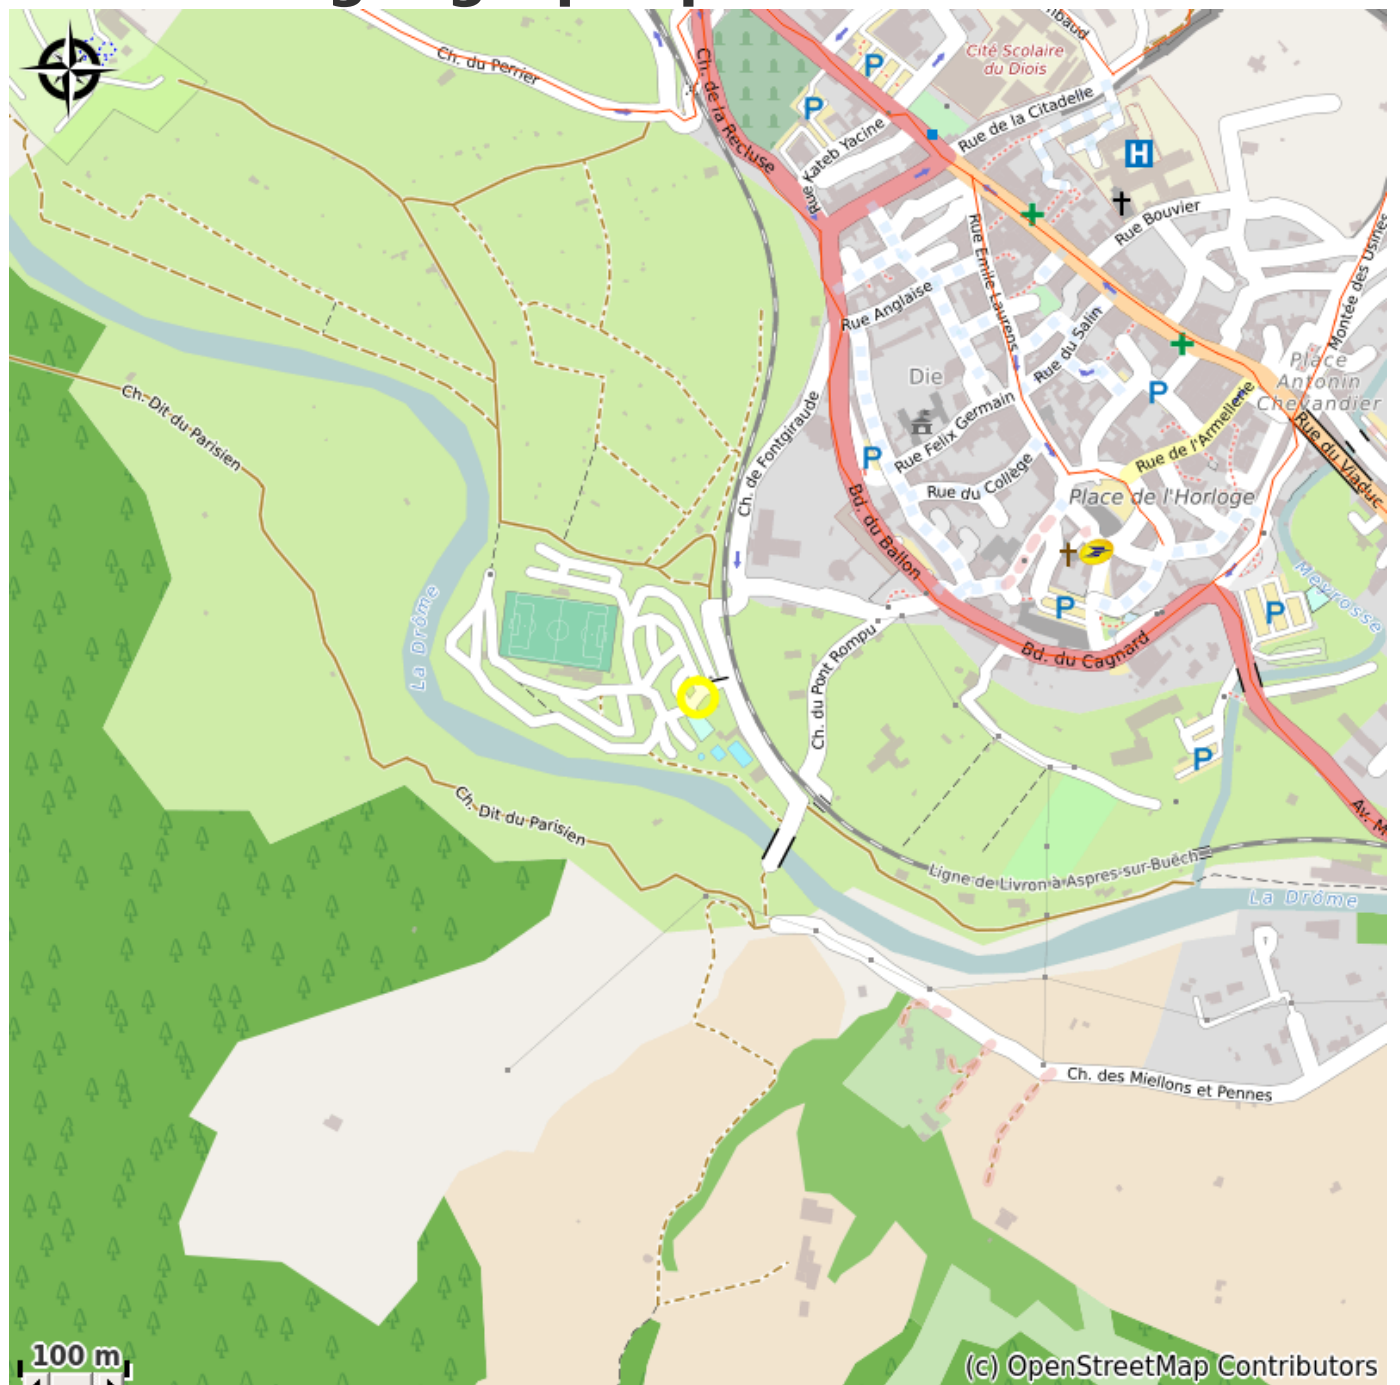 Ch. du Perrier
Ch. de la Recluse
Cité Scolaire
du Diois
Rue de la Citadelle
Rue Kateb Yacine
P
P
H
Rue Bouvier
Rue Emile Laurens
Montée des Usines
Rue Anglaise
Rue du Salin
Place
Antonin
Chevandier
Die
P
Ch. Dit du Parisien
Ch. de Fontgiraude
Rue Felix Germain
Rue de l'Armellerie
Rue du Viaduc
P
Rue du Collège
Place de l'Horloge
Bd. du Ballon
Meyrosse
La Drôme
P
P
Ch. du Pont Rompu
Bd. du Cagnard
P
Ch. Dit du Parisien
Av. M
Ligne de Livron à Aspres-sur-Buëch
La Drôme
Ch. des Miellons et Pennes
100 m
(c) OpenStreetMap Contributors